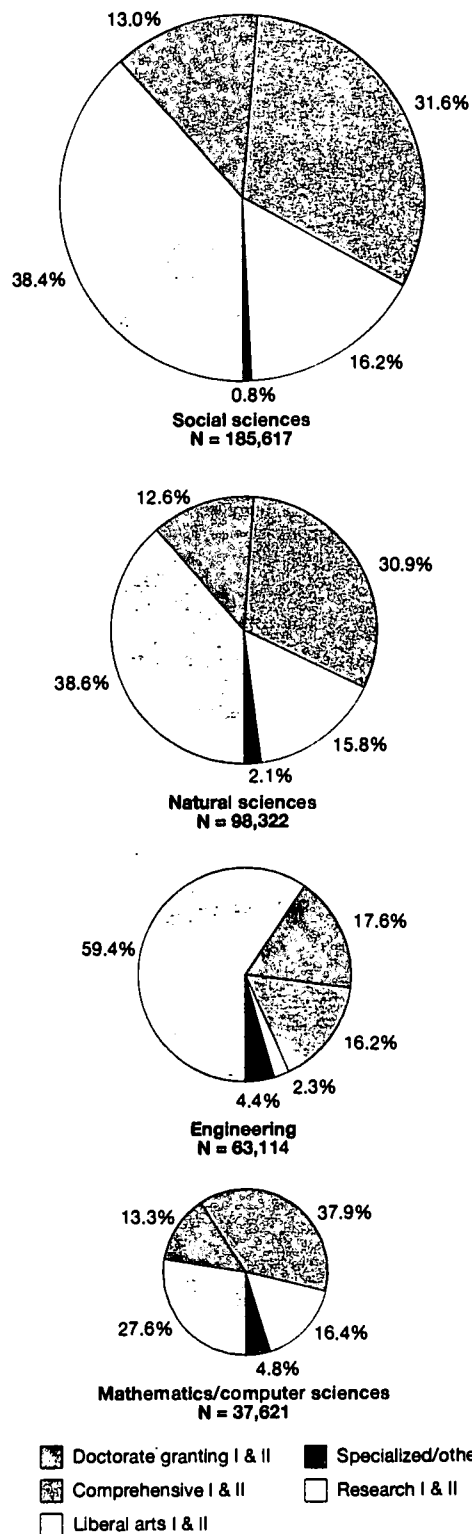 13.0%
31.6%
38.4%
16.2%
0.8%
Social sciences
N = 185,617
12.6%
30.9%
38.6%
15.8%
2.1%
Natural sciences
N = 98,322
59.4%
17.6%
16.2%
2.3%
4.4%
Engineering
N = 63,114
13.3%
37.9%
27.6%
16.4%
4.8%
Mathematics/computer sciences
N = 37,621
Doctorate granting I & II
Specialized/othe
Comprehensive I & II
Research I & II
Liberal arts I & II